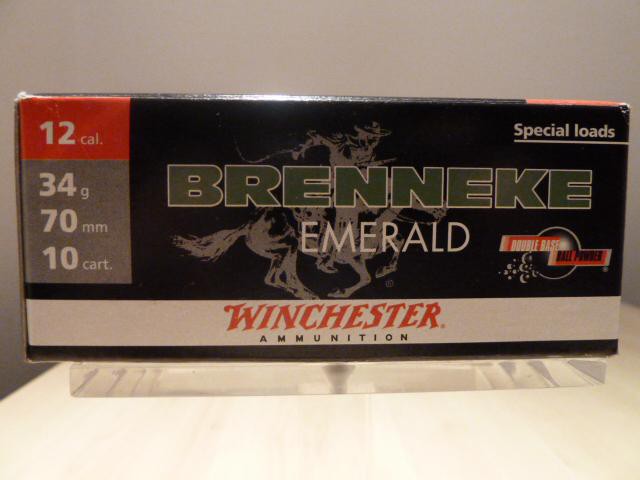 12 cal.
34 g
70 mm
10 cart.
Special loads
BRENNEKE
EMERALD
DOUBLE BASE
BALL POWDER
®
WINCHESTER®
AMMUNITION